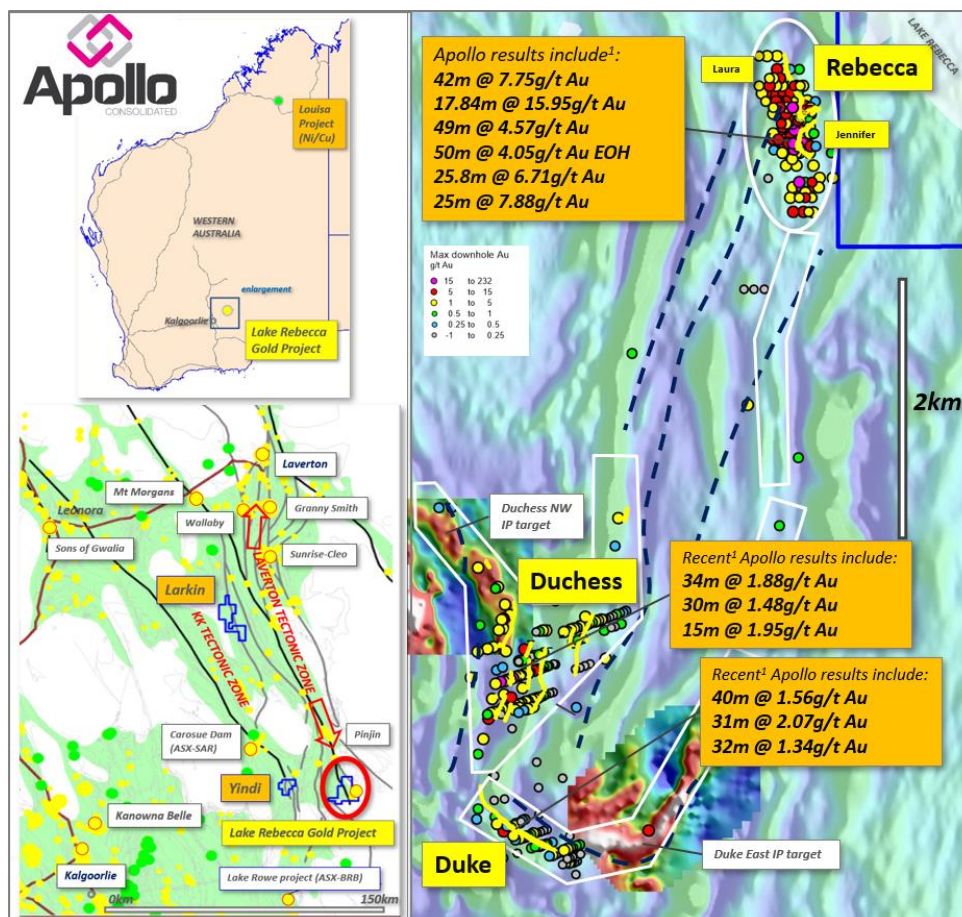 Apollo
CONSOLIDATED
Louisa
Project
(Ni/Cu)
WESTERN
AUSTRALIA
enlargement
Kalgoorlie
Lake Rebecca
Gold Project
Laverton
Mt Morgans
Leonora
Wallaby
Granny Smith
Sons of Gwalia
Sunrise-Cleo
Larkin
LAVERTON TECTONIC ZONE
KK TECTONIC ZONE
Carosue Dam
(ASX-SAR)
Pinjin
Yindi
Kanowna Belle
Lake Rebecca Gold Project
Kalgoorlie
Lake Rowe project (ASX-BRB)
0km
150km
Apollo results include1:
42m @ 7.75g/t Au
17.84m @ 15.95g/t Au
49m @ 4.57g/t Au
50m @ 4.05g/t Au EOH
25.8m @ 6.71g/t Au
25m @ 7.88g/t Au
LAKE REBECCA
Laura
Rebecca
Jennifer
Max downhole Au
g/t Au
15 to 232
5 to 15
1 to 5
0.5 to 1
0.25 to 0.5
-1 to 0.25
2km
Duchess NW
IP target
Duchess
Recent1 Apollo results include:
34m @ 1.88g/t Au
30m @ 1.48g/t Au
15m @ 1.95g/t Au
Recent1 Apollo results include:
40m @ 1.56g/t Au
31m @ 2.07g/t Au
32m @ 1.34g/t Au
Duke
Duke East IP target